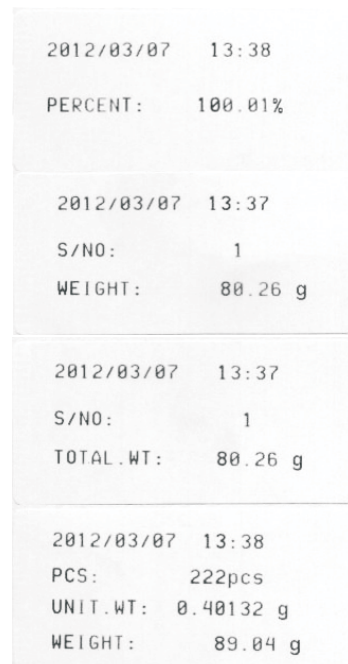 2012/03/07 13:38
PERCENT: 100.01%
2012/03/07 13:37
S/NO: 1
WEIGHT: 80.26 g
2012/03/07 13:37
S/NO: 1
TOTAL.WT: 80.26 g
2012/03/07 13:38
PCS: 222pcs
UNIT.WT: 0.40132 g
WEIGHT: 89.04 g